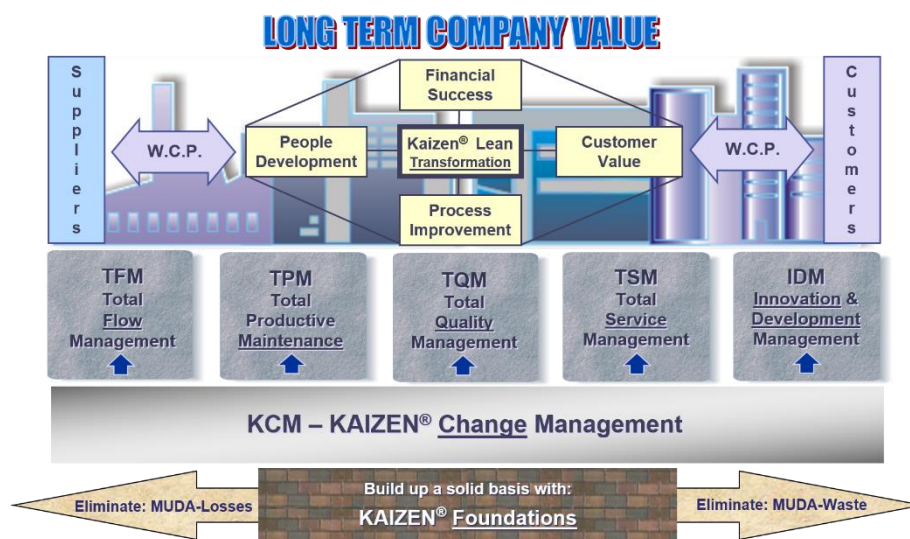 LONG TERM COMPANY VALUE
Suppliers
W.C.P.
Financial
Success
People
Development
Kaizen® Lean
Transformation
Customer
Value
Process
Improvement
W.C.P.
Customers
TFM
Total
Flow
Management
TPM
Total
Productive
Maintenance
TQM
Total
Quality
Management
TSM
Total
Service
Management
IDM
Innovation &
Development
Management
KCM – KAIZEN® Change Management
Eliminate: MUDA-Losses
Build up a solid basis with:
KAIZEN® Foundations
Eliminate: MUDA-Waste